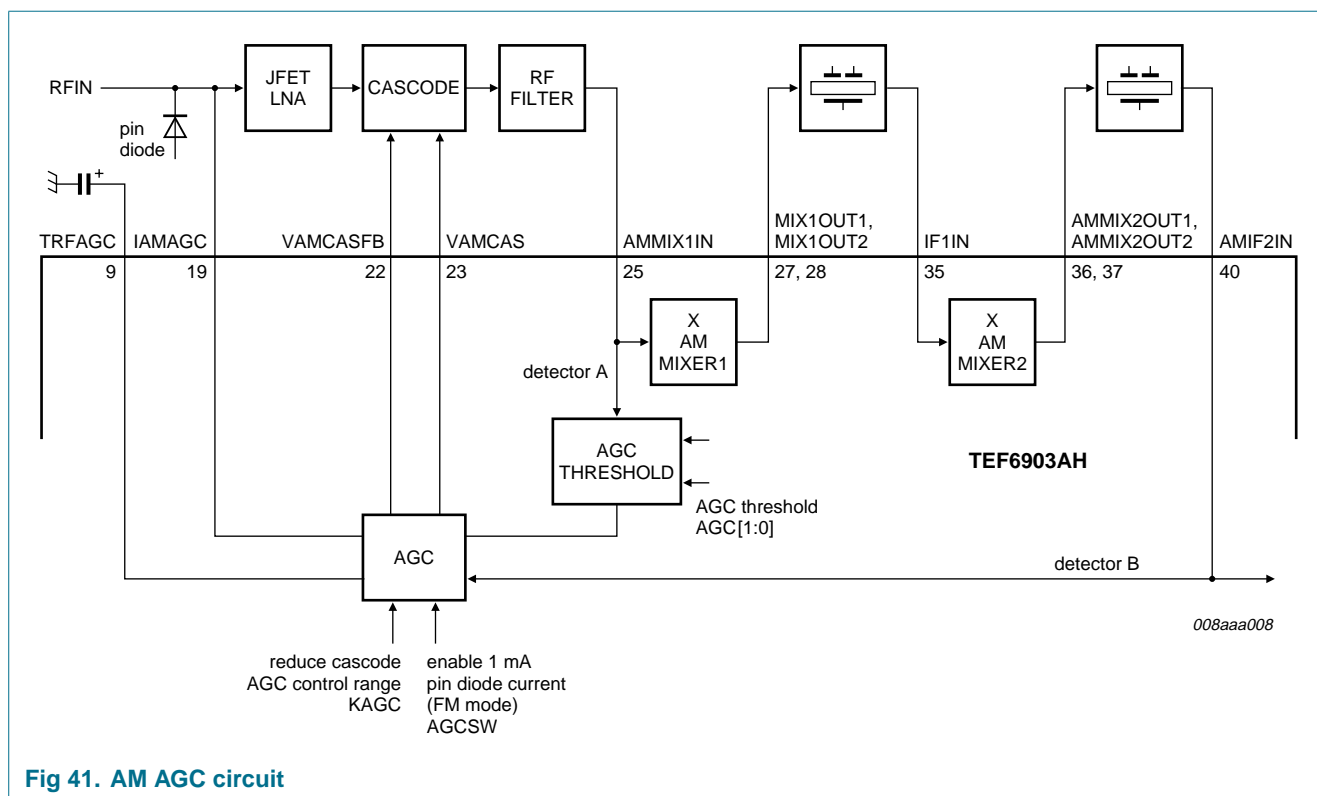 RFIN
pin
diode
JFET
LNA
CASCODE
RF
FILTER
+
TRFAGC
IAMAGC
VAMCASFB
VAMCAS
AMMIX1IN
MIX1OUT1,
MIX1OUT2
IF1IN
AMMIX2OUT1,
AMMIX2OUT2
AMIF2IN
9
19
22
23
25
27, 28
35
36, 37
40
X
AM
MIXER1
X
AM
MIXER2
detector A
AGC
THRESHOLD
TEF6903AH
AGC threshold
AGC[1:0]
AGC
detector B
008aaa008
reduce cascode
AGC control range
KAGC
enable 1 mA
pin diode current
(FM mode)
AGCSW
Fig 41. AM AGC circuit